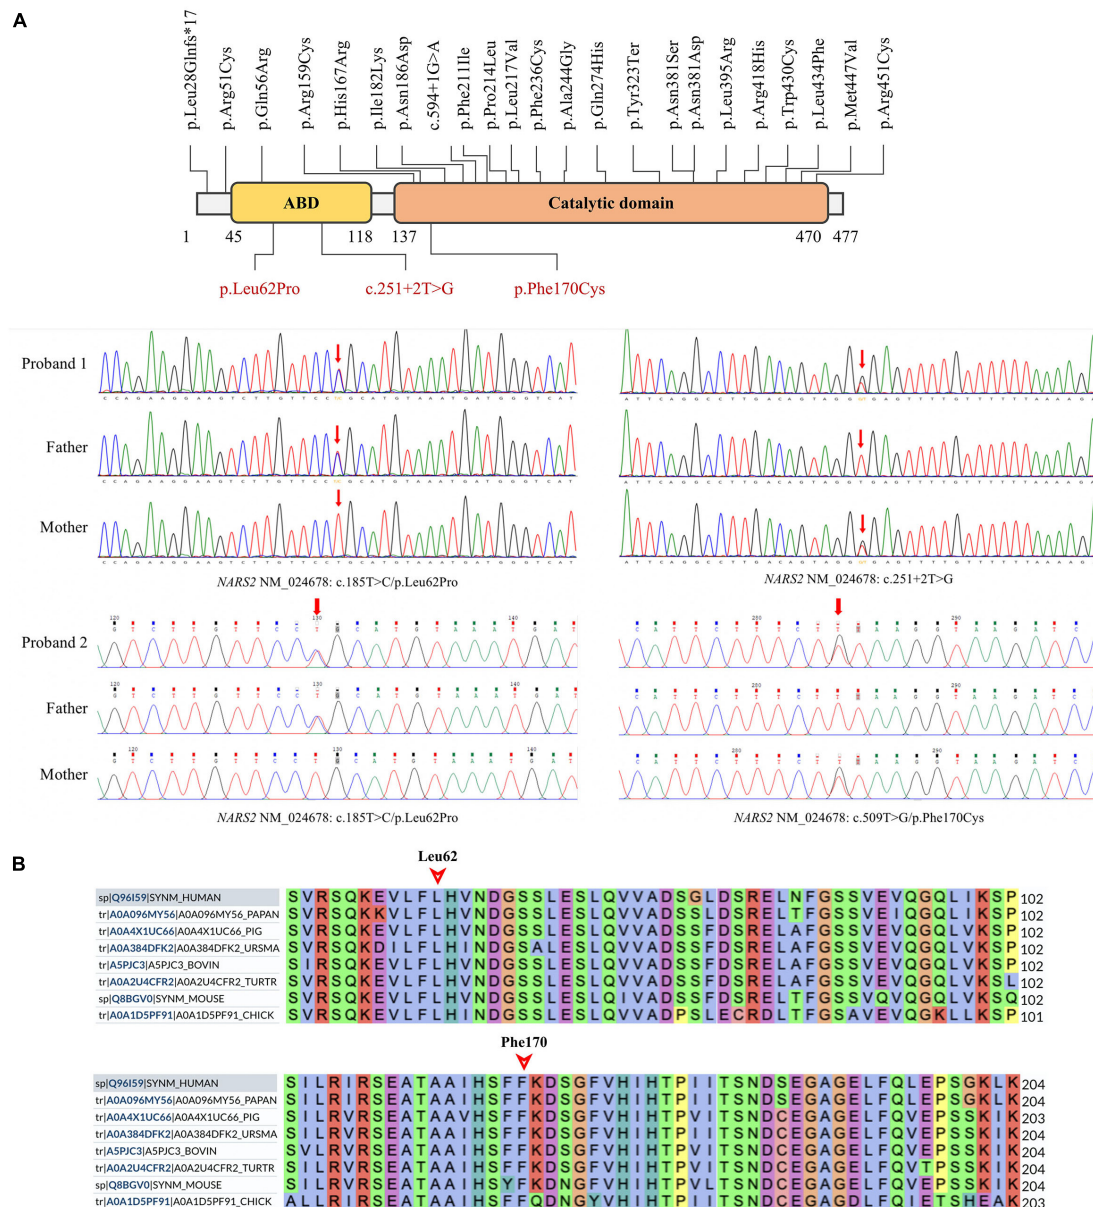 A
p.Leu28Glnfs*17
p.Arg51Cys
p.Gln56Arg
p.Arg159Cys
p.His167Arg
p.Ile182Lys
p.Asn186Asp
c.594+1G>A
p.Phe211Ile
p.Pro214Leu
p.Leu217Val
p.Phe236Cys
p.Ala244Gly
p.Gln274His
p.Tyr323Ter
p.Asn381Ser
p.Asn381Asp
p.Leu395Arg
p.Arg418His
p.Trp430Cys
p.Leu434Phe
p.Met447Val
p.Arg451Cys
ABD Catalytic domain
1 45 118 137 470 477
p.Leu62Pro c.251+2T>G p.Phe170Cys
Proband 1
Father
Mother
NARS2 NM_024678: c.185T>C/p.Leu62Pro NARS2 NM_024678: c.251+2T>G
Proband 2
Father
Mother
NARS2 NM_024678: c.185T>C/p.Leu62Pro NARS2 NM_024678: c.509T>G/p.Phe170Cys
B
Leu62
sp|Q96I59|SYNM_HUMAN SVRSQKEVLFLHVNDGSSLESLQVVADSGLDSRELNFGSSVEVQGQLIKSP 102
tr|A0A096MY56|A0A096MY56_PAPAN SVRSQKKVLFLHVNDGSSLESLQVVADSSLDSRELTFGSSVEIQGQLIKSP 102
tr|A0A4X1UC66|A0A4X1UC66_PIG SVRSQKEVLFLHVNDGSSLESLQVVADSSFDSRELAFGSSVEVQGQLVKSP 102
tr|A0A384DFK2|A0A384DFK2_URSMA SVRSQKDILFLHINDGSALESLQVVADSSFDSRELAFGSSVEVQGQLVKSP 102
tr|A5PJC3|A5PJC3_BOVIN SIRSQKEVLFLHVNDGSSLESLQVVADSSFDSRELAFGSSVEVQGQLVKSP 102
tr|A0A2U4CFR2|A0A2U4CFR2_TURTR SVRSQKEVLFLHVNDGSSLESLQVVADSSFDSRELAFGSSVEVQGQLVKSL 102
sp|Q8BGV0|SYNM_MOUSE SVRSQKEVLFLHVNDGSSLESLQIVADSSFDSRELTFGSSVQVQGQLVKSQ 102
tr|A0A1D5PF91|A0A1D5PF91_CHICK SVRSQKEVLFLHINDGSSLESLQVVADPSLECRDLTFGSAVEVQGKLLKSP 101
Phe170
sp|Q96I59|SYNM_HUMAN SILRIRSEATAAIHSFFKDSGFVHIHTPIITSNDSEGAGELFQLEPSGKLK 204
tr|A0A096MY56|A0A096MY56_PAPAN SILRIRSEATAAIHSFFKDSGFVHIHTPIITSNDSEGAGELFQLEPSGKLK 204
tr|A0A4X1UC66|A0A4X1UC66_PIG SILRVRSEATAAVHSFFKDSGFVHIHTPVITSNDCEGAGELFQVEPSSKIK 203
tr|A0A384DFK2|A0A384DFK2_URSMA SILRVRSEATAAIHSFFKDSGFVHIHTPIITSNDCEGAGELFQVEPSSKIK 204
tr|A5PJC3|A5PJC3_BOVIN SILRVRSEATAAIHSFFKDSGFVHIHTPIITSNDCEGAGELFQVEPSSKIK 204
tr|A0A2U4CFR2|A0A2U4CFR2_TURTR SILRVRSEATAAIHSFFKDSGFVHIHTPVITSNDCEGAGELFQVETPSSKIK 204
sp|Q8BGV0|SYNM_MOUSE SILRIRSEATAAIHSYFKDNGFVHIHTPVLTSNDCEGAGELFQVEPSSKIK 204
tr|A0A1D5PF91|A0A1D5PF91_CHICK ALLRIRSEATAAIHSFFQDNGYVHIHTPIITSNDCEGAGELFQVETSHEAK 203